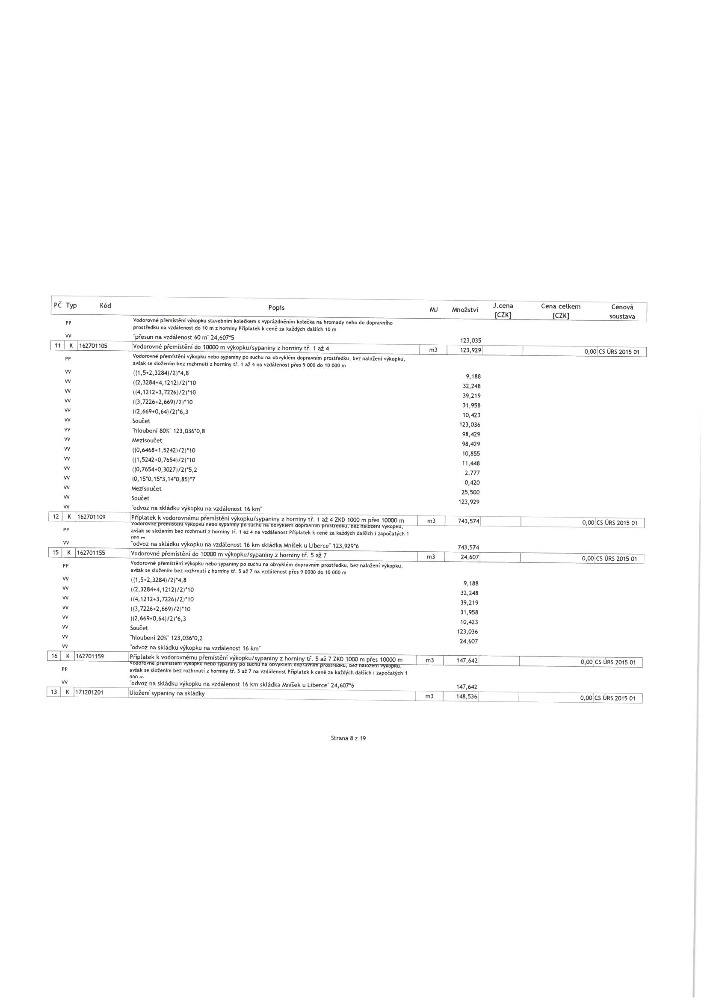 PČ Typ Kód Popis MJ Množství J.cena [CZK] Cena celkem [CZK] Cenová soustava
PP Vodorovné přemístění výkopku stavebním kolečkem s vyprázdněním kolečka na hromady nebo do dopravního
prostředku na vzdálenost do 10 m z horniny Příplatek k ceně za každých dalších 10 m
VV "přesun na vzdálenost 60 m" 24,607*5 123,035
11 K 162701105 Vodorovné přemístění do 10000 m výkopku/sypaniny z horniny tř. 1 až 4 m3 123,929 0,00 CS ÚRS 2015 01
PP Vodorovné přemístění výkopku nebo sypaniny po suchu na obvyklém dopravním prostředku, bez naložení výkopku,
avšak se složením bez rozhrnutí z horniny tř. 1 až 4 na vzdálenost přes 9 000 do 10 000 m
VV ((1,5+2,3284)/2)*4,8 9,188
VV ((2,3284+4,1212)/2)*10 32,248
VV ((4,1212+3,7226)/2)*10 39,219
VV ((3,7226+2,669)/2)*10 31,958
VV ((2,669+0,64)/2)*6,3 10,423
VV Součet 123,036
VV "hloubení 80%" 123,036*0,8 98,429
VV Mezisoučet 98,429
VV ((0,6468+1,5242)/2)*10 10,855
VV ((1,5242+0,7654)/2)*10 11,448
VV ((0,7654+0,3027)/2)*5,2 2,777
VV (0,15*0,15*3,14*0,85)*7 0,420
VV Mezisoučet 25,500
VV Součet 123,929
VV "odvoz na skládku výkopku na vzdálenost 16 km"
12 K 162701109 Příplatek k vodorovnému přemístění výkopku/sypaniny z horniny tř. 1 až 4 ZKD 1000 m přes 10000 m m3 743,574 0,00 CS ÚRS 2015 01
PP Vodorovné přemístění výkopku nebo sypaniny po suchu na obvyklém dopravním prostředku, bez naložení výkopku,
avšak se složením bez rozhrnutí z horniny tř. 1 až 4 na vzdálenost Příplatek k ceně za každých dalších i započatých 1
000 m
VV "odvoz na skládku výkopku na vzdálenost 16 km skládka Mníšek u Liberce" 123,929*6 743,574
15 K 162701155 Vodorovné přemístění do 10000 m výkopku/sypaniny z horniny tř. 5 až 7 m3 24,607 0,00 CS ÚRS 2015 01
PP Vodorovné přemístění výkopku nebo sypaniny po suchu na obvyklém dopravním prostředku, bez naložení výkopku,
avšak se složením bez rozhrnutí z horniny tř. 5 až 7 na vzdálenost přes 9 0000 do 10 000 m
VV ((1,5+2,3284)/2)*4,8 9,188
VV ((2,3284+4,1212)/2)*10 32,248
VV ((4,1212+3,7226)/2)*10 39,219
VV ((3,7226+2,669)/2)*10 31,958
VV ((2,669+0,64)/2)*6,3 10,423
VV Součet 123,036
VV "hloubení 20%" 123,036*0,2 24,607
VV "odvoz na skládku výkopku na vzdálenost 16 km"
16 K 162701159 Příplatek k vodorovnému přemístění výkopku/sypaniny z horniny tř. 5 až 7 ZKD 1000 m přes 10000 m m3 147,642 0,00 CS ÚRS 2015 01
PP Vodorovné přemístění výkopku nebo sypaniny po suchu na obvyklém dopravním prostředku, bez naložení výkopku,
avšak se složením bez rozhrnutí z horniny tř. 5 až 7 na vzdálenost Příplatek k ceně za každých dalších i započatých 1
000 m
VV "odvoz na skládku výkopku na vzdálenost 16 km skládka Mníšek u Liberce" 24,607*6 147,642
13 K 171201201 Uložení sypaniny na skládky m3 148,536 0,00 CS ÚRS 2015 01
Strana 8 z 19